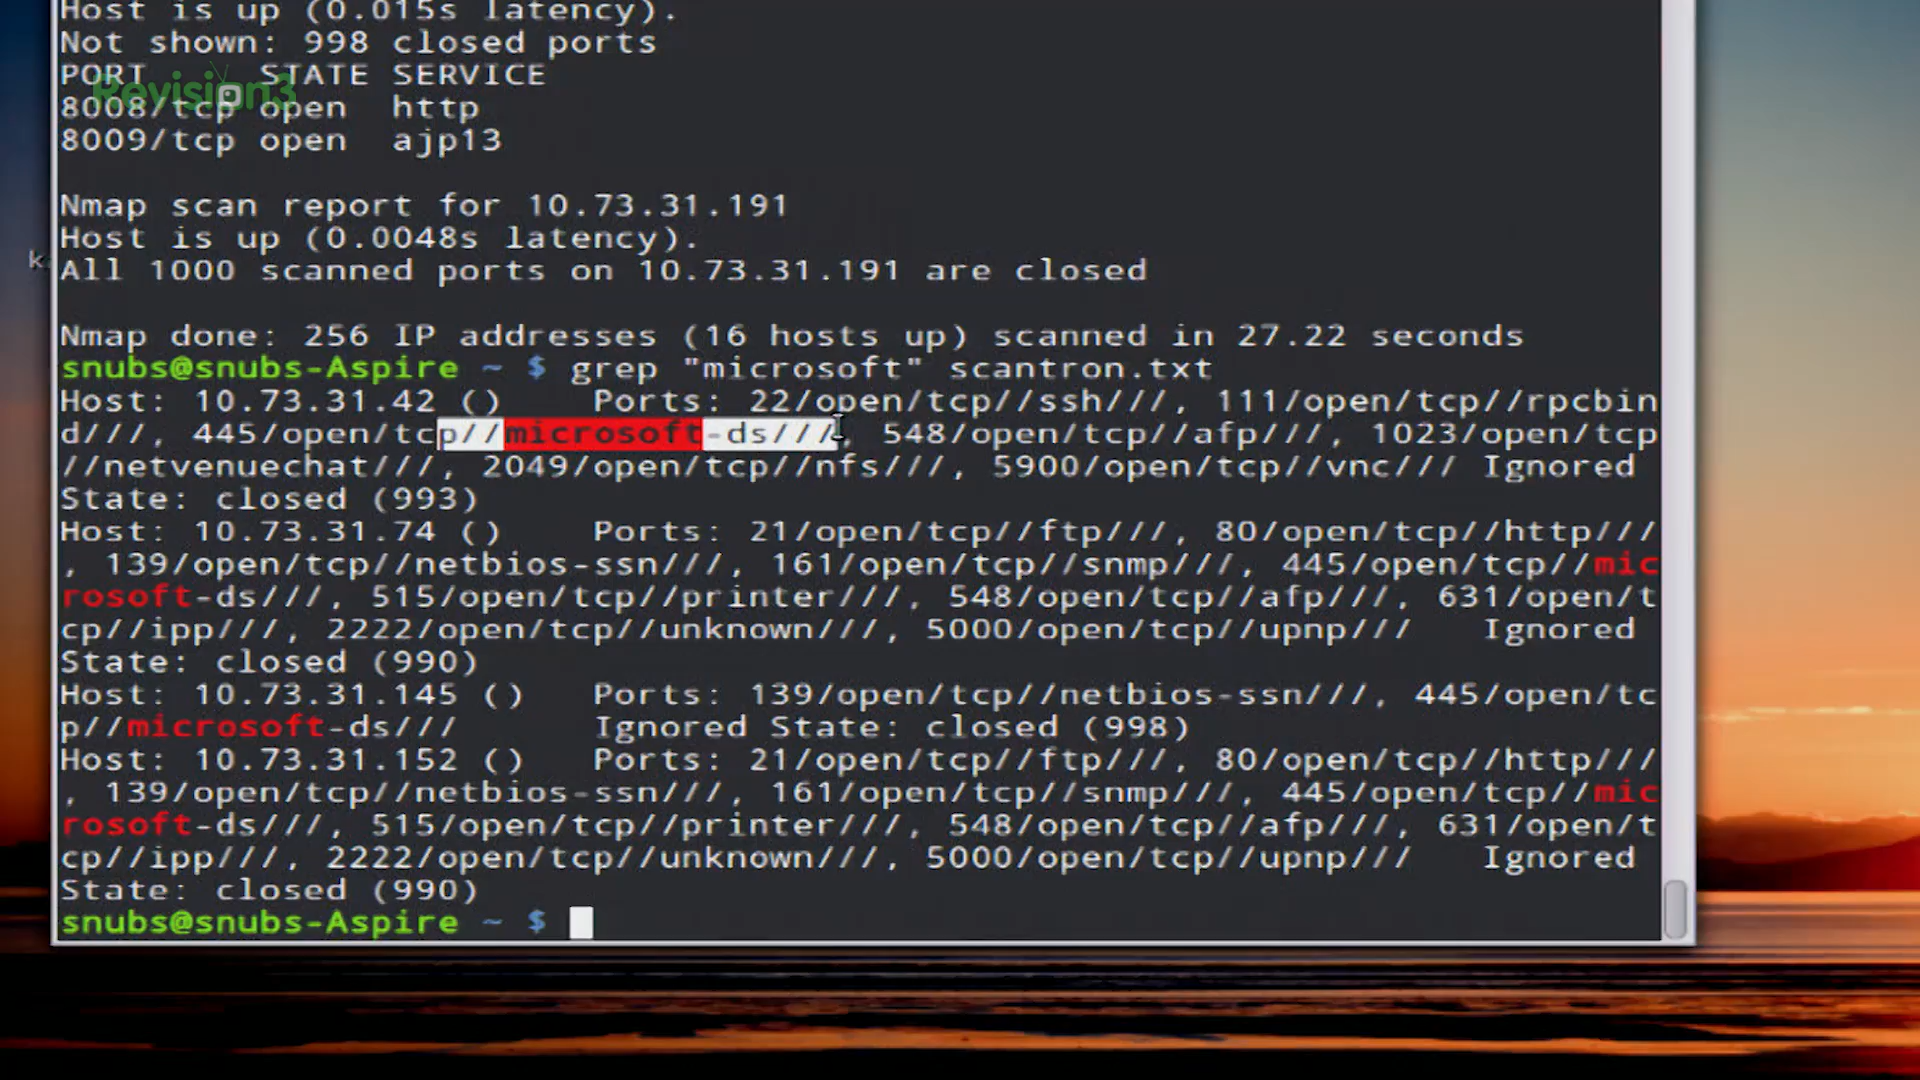 Host is up (0.015s latency).
Not shown: 998 closed ports
PORT STATE SERVICE
Revision3
8008/tcp open http
8009/tcp open ajp13
Nmap scan report for 10.73.31.191
Host is up (0.0048s latency).
All 1000 scanned ports on 10.73.31.191 are closed
Nmap done: 256 IP addresses (16 hosts up) scanned in 27.22 seconds
snubs@snubs-Aspire ~ $ grep "microsoft" scantron.txt
Host: 10.73.31.42 () Ports: 22/open/tcp//ssh///, 111/open/tcp//rpcbin
d///, 445/open/tcp//microsoft-ds///, 548/open/tcp//afp///, 1023/open/tcp
//netvenuechat///, 2049/open/tcp//nfs///, 5900/open/tcp//vnc/// Ignored
State: closed (993)
Host: 10.73.31.74 () Ports: 21/open/tcp//ftp///, 80/open/tcp//http///
, 139/open/tcp//netbios-ssn///, 161/open/tcp//snmp///, 445/open/tcp//mic
rosoft-ds///, 515/open/tcp//printer///, 548/open/tcp//afp///, 631/open/t
cp//ipp///, 2222/open/tcp//unknown///, 5000/open/tcp//upnp/// Ignored
State: closed (990)
Host: 10.73.31.145 () Ports: 139/open/tcp//netbios-ssn///, 445/open/tc
p//microsoft-ds/// Ignored State: closed (998)
Host: 10.73.31.152 () Ports: 21/open/tcp//ftp///, 80/open/tcp//http///
, 139/open/tcp//netbios-ssn///, 161/open/tcp//snmp///, 445/open/tcp//mic
rosoft-ds///, 515/open/tcp//printer///, 548/open/tcp//afp///, 631/open/t
cp//ipp///, 2222/open/tcp//unknown///, 5000/open/tcp//upnp/// Ignored
State: closed (990)
snubs@snubs-Aspire ~ $